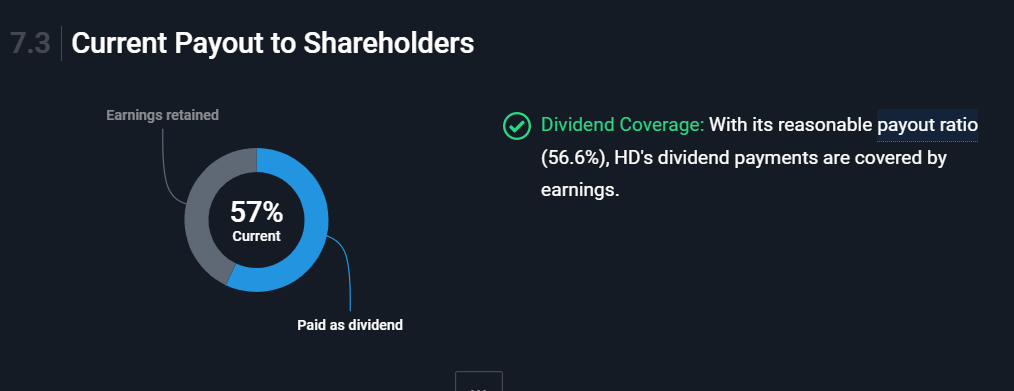 7.3 Current Payout to Shareholders
Earnings retained
57%
Current
Paid as dividend
Dividend Coverage: With its reasonable payout ratio
(56.6%), HD's dividend payments are covered by
earnings.